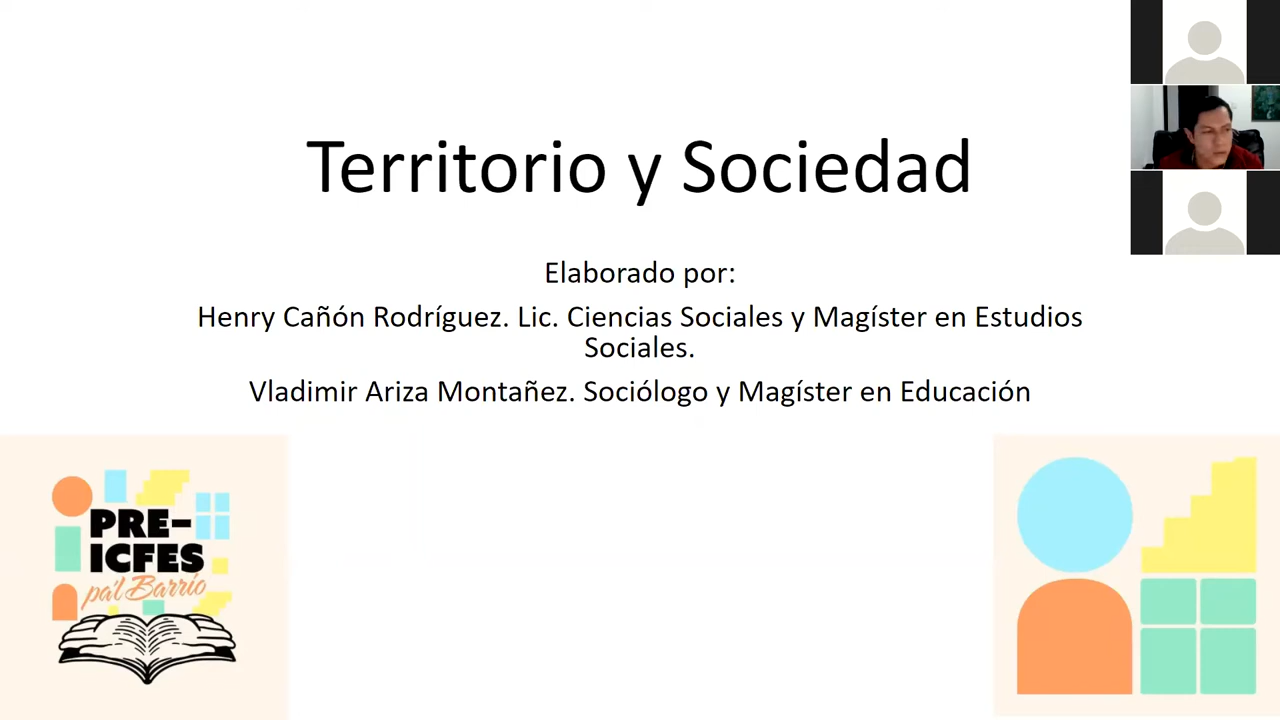 Territorio y Sociedad
Elaborado por:
Henry Cañón Rodríguez. Lic. Ciencias Sociales y Magíster en Estudios
Sociales.
Vladimir Ariza Montañez. Sociólogo y Magíster en Educación
PRE-
ICFES
pa'l Barrio